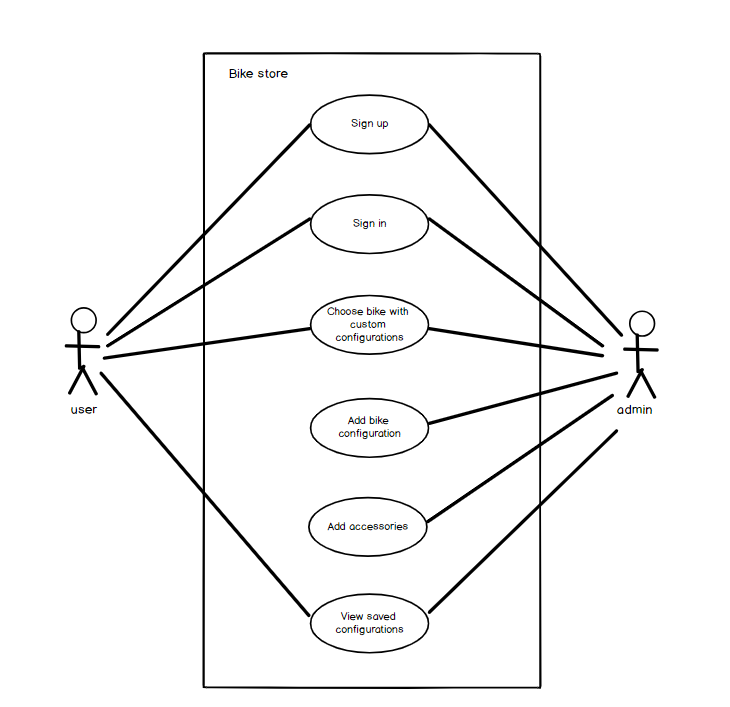 Bike store
Sign up
Sign in
Choose bike with
custom
configurations
user
admin
Add bike
configuration
Add accessories
View saved
configurations